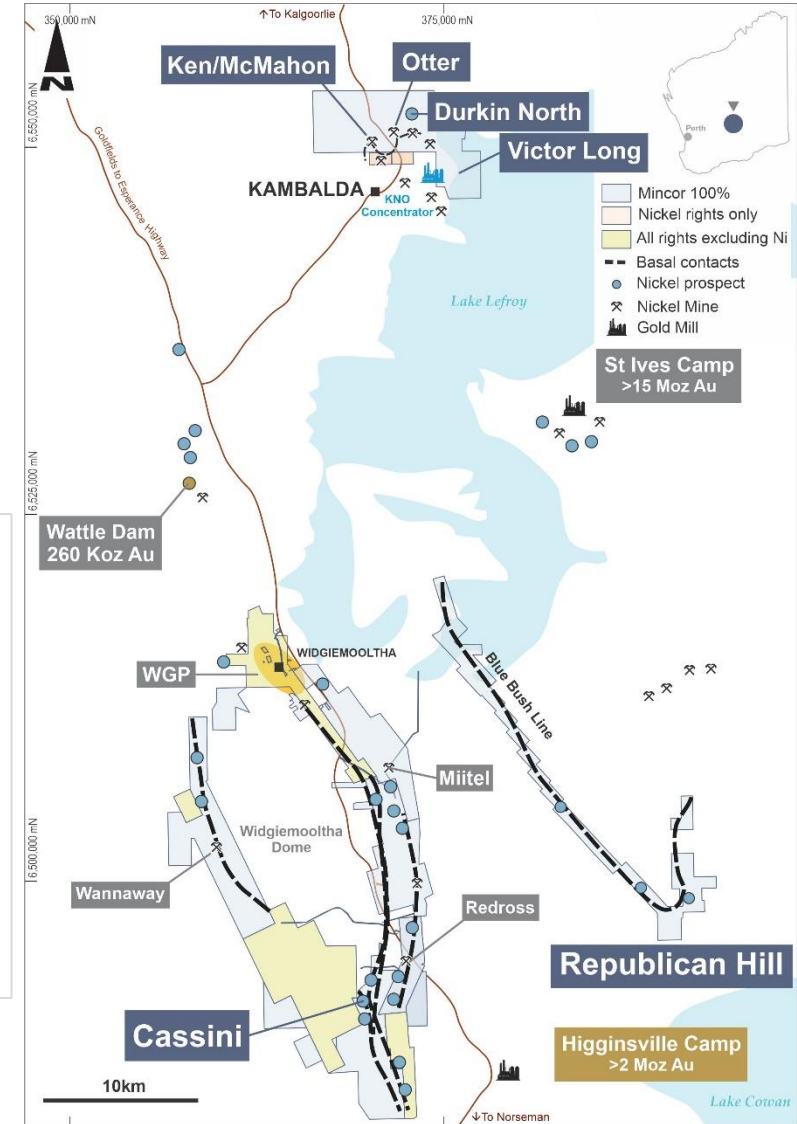 350,000 mN
375,000 mN
↑To Kalgoorlie
N
Ken/McMahon
Otter
Durkin North
Victor Long
Perth
6,550,000 mN
Goldfields to Esperance Highway
KAMBALDA
KNO
Concentrator
Mincor 100%
Nickel rights only
All rights excluding Ni
Basal contacts
Nickel prospect
Nickel Mine
Gold Mill
Lake Lefroy
St Ives Camp
>15 Moz Au
6,525,000 mN
Wattle Dam
260 Koz Au
WIDGIEMOOLTHA
WGP
Blue Bush Line
Miitel
Widgiemooltha
Dome
6,500,000 mN
Wannaway
Redross
Republican Hill
Cassini
Higginsville Camp
>2 Moz Au
10km
Lake Cowan
↓To Norseman